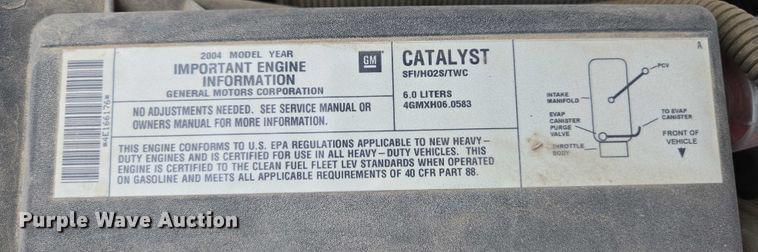 2004 MODEL YEAR
IMPORTANT ENGINE
INFORMATION
GENERAL MOTORS CORPORATION
GM
NO ADJUSTMENTS NEEDED. SEE SERVICE MANUAL OR
OWNERS MANUAL FOR MORE INFORMATION.
CATALYST
SFI/HO2S/TWC
6.0 LITERS
4GMXH06.0583
THIS ENGINE CONFORMS TO U.S. EPA REGULATIONS APPLICABLE TO NEW HEAVY-
DUTY ENGINES AND IS CERTIFIED FOR USE IN ALL HEAVY-DUTY VEHICLES. THIS
ENGINE IS CERTIFIED TO THE CLEAN FUEL FLEET LEV STANDARDS WHEN OPERATED
ON GASOLINE AND MEETS ALL APPLICABLE REQUIREMENTS OF 40 CFR PART 88.
*4E166176*
A
PCV
INTAKE
MANIFOLD
EVAP
CANISTER
PURGE
VALVE
THROTTLE
BODY
TO EVAP
CANISTER
FRONT OF
VEHICLE
Purple Wave Auction